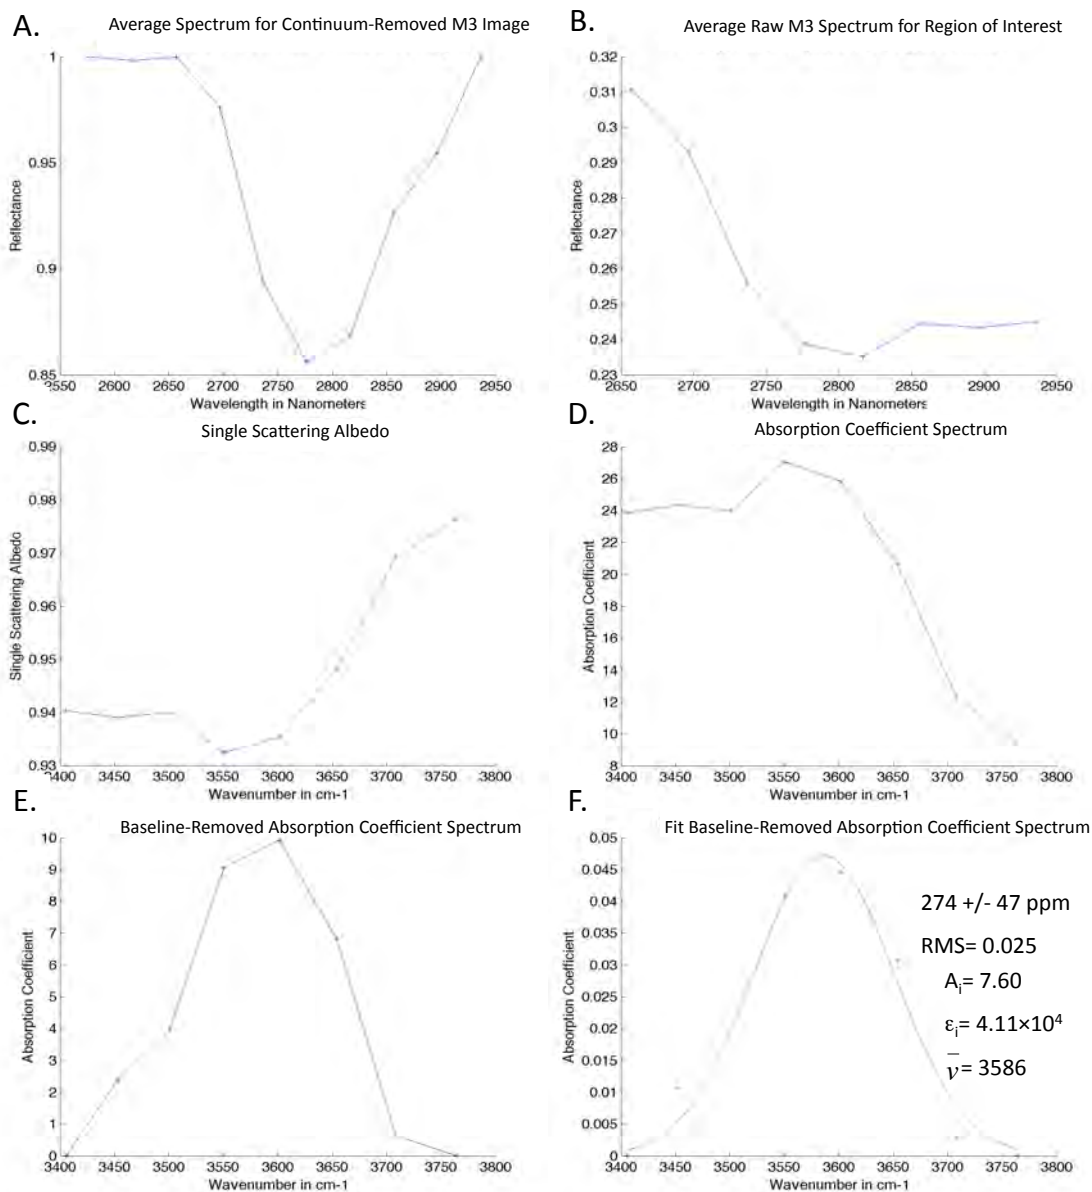 A.
Average Spectrum for Continuum-Removed M3 Image
1
0.95
0.9
0.85
Reflectance
2550 2600 2650 2700 2750 2800 2850 2900 2950
Wavelength in Nanometers
B.
Average Raw M3 Spectrum for Region of Interest
0.32
0.31
0.3
0.29
0.28
0.27
0.26
0.25
0.24
0.23
Reflectance
2650 2700 2750 2800 2850 2900 2950
Wavelength in Nanometers
C.
Single Scattering Albedo
0.99
0.98
0.97
0.96
0.95
0.94
0.93
Single Scattering Albedo
3400 3450 3500 3550 3600 3650 3700 3750 3800
Wavenumber in cm-1
D.
Absorption Coefficient Spectrum
28
26
24
22
20
18
16
14
12
10
8
Absorption Coefficient
3400 3450 3500 3550 3600 3650 3700 3750 3800
Wavenumber in cm-1
E.
Baseline-Removed Absorption Coefficient Spectrum
10
9
8
7
6
5
4
3
2
1
0
Absorption Coefficient
3400 3450 3500 3550 3600 3650 3700 3750 3800
Wavenumber in cm-1
F.
Fit Baseline-Removed Absorption Coefficient Spectrum
0.05
0.045
0.04
0.035
0.03
0.025
0.02
0.015
0.01
0.005
0
Absorption Coefficient
274 +/- 47 ppm
RMS= 0.025
Aᵢ= 7.60
εᵢ= 4.11×10⁴
ν̅= 3586
3400 3450 3500 3550 3600 3650 3700 3750 3800
Wavenumber in cm-1